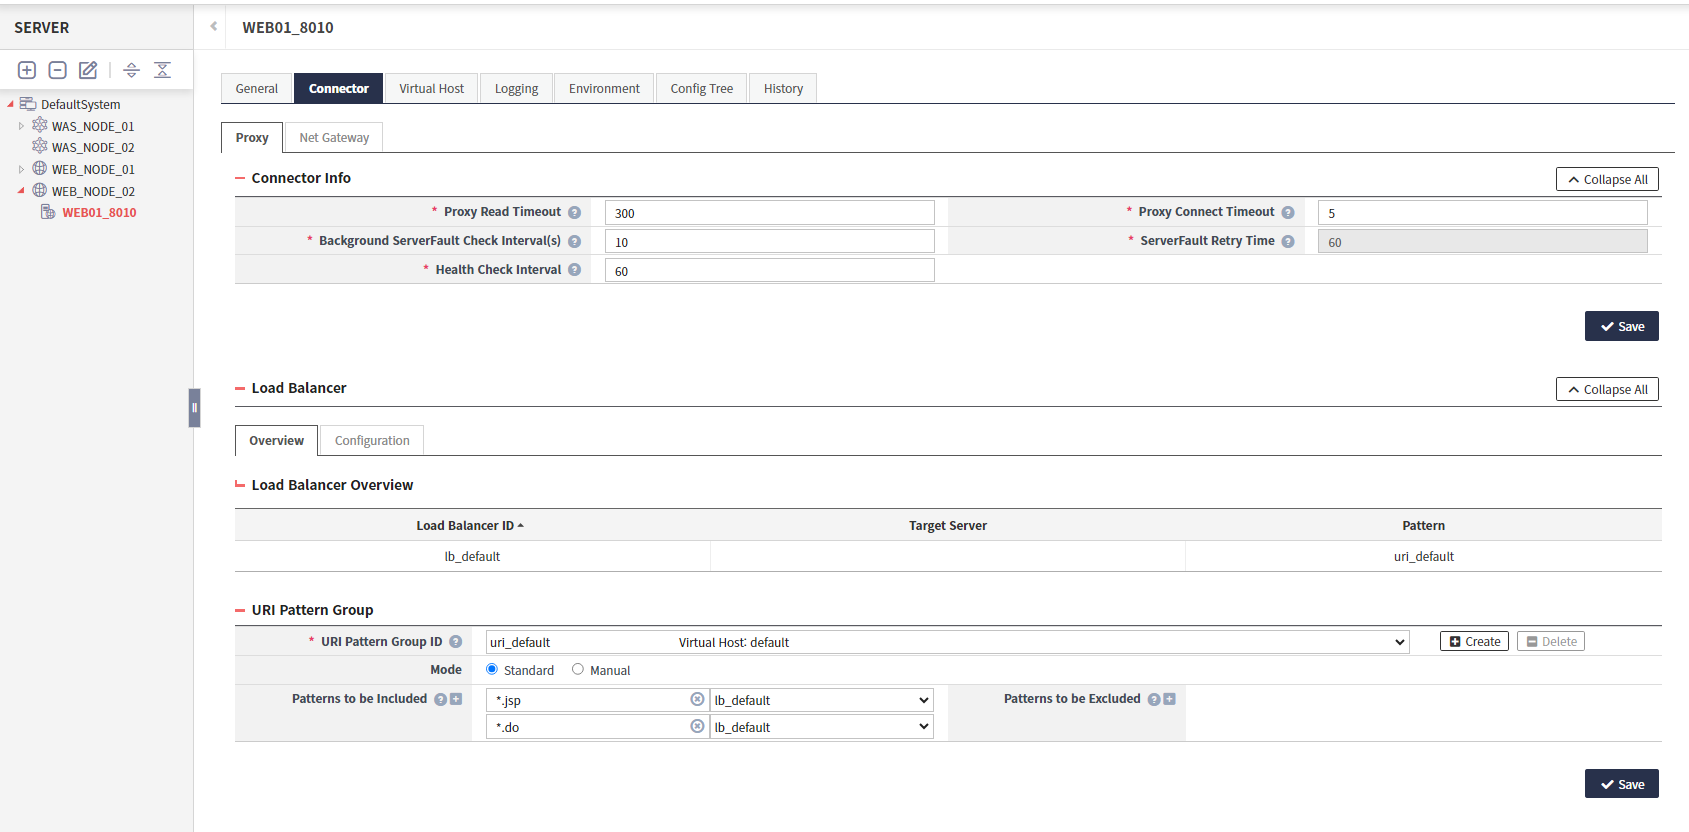 SERVER
WEB01_8010
DefaultSystem
WAS_NODE_01
WAS_NODE_02
WEB_NODE_01
WEB_NODE_02
WEB01_8010
General Connector Virtual Host Logging Environment Config Tree History
Proxy Net Gateway
Connector Info Collapse All
* Proxy Read Timeout ? 300 * Proxy Connect Timeout ? 5
* Background ServerFault Check Interval(s) ? 10 * ServerFault Retry Time ? 60
* Health Check Interval ? 60
Save
Load Balancer Collapse All
Overview Configuration
Load Balancer Overview
Load Balancer ID Target Server Pattern
lb_default uri_default
URI Pattern Group
* URI Pattern Group ID ? uri_default Virtual Host: default Create Delete
Mode Standard Manual
Patterns to be Included ? *.jsp lb_default Patterns to be Excluded ?
*.do lb_default
Save